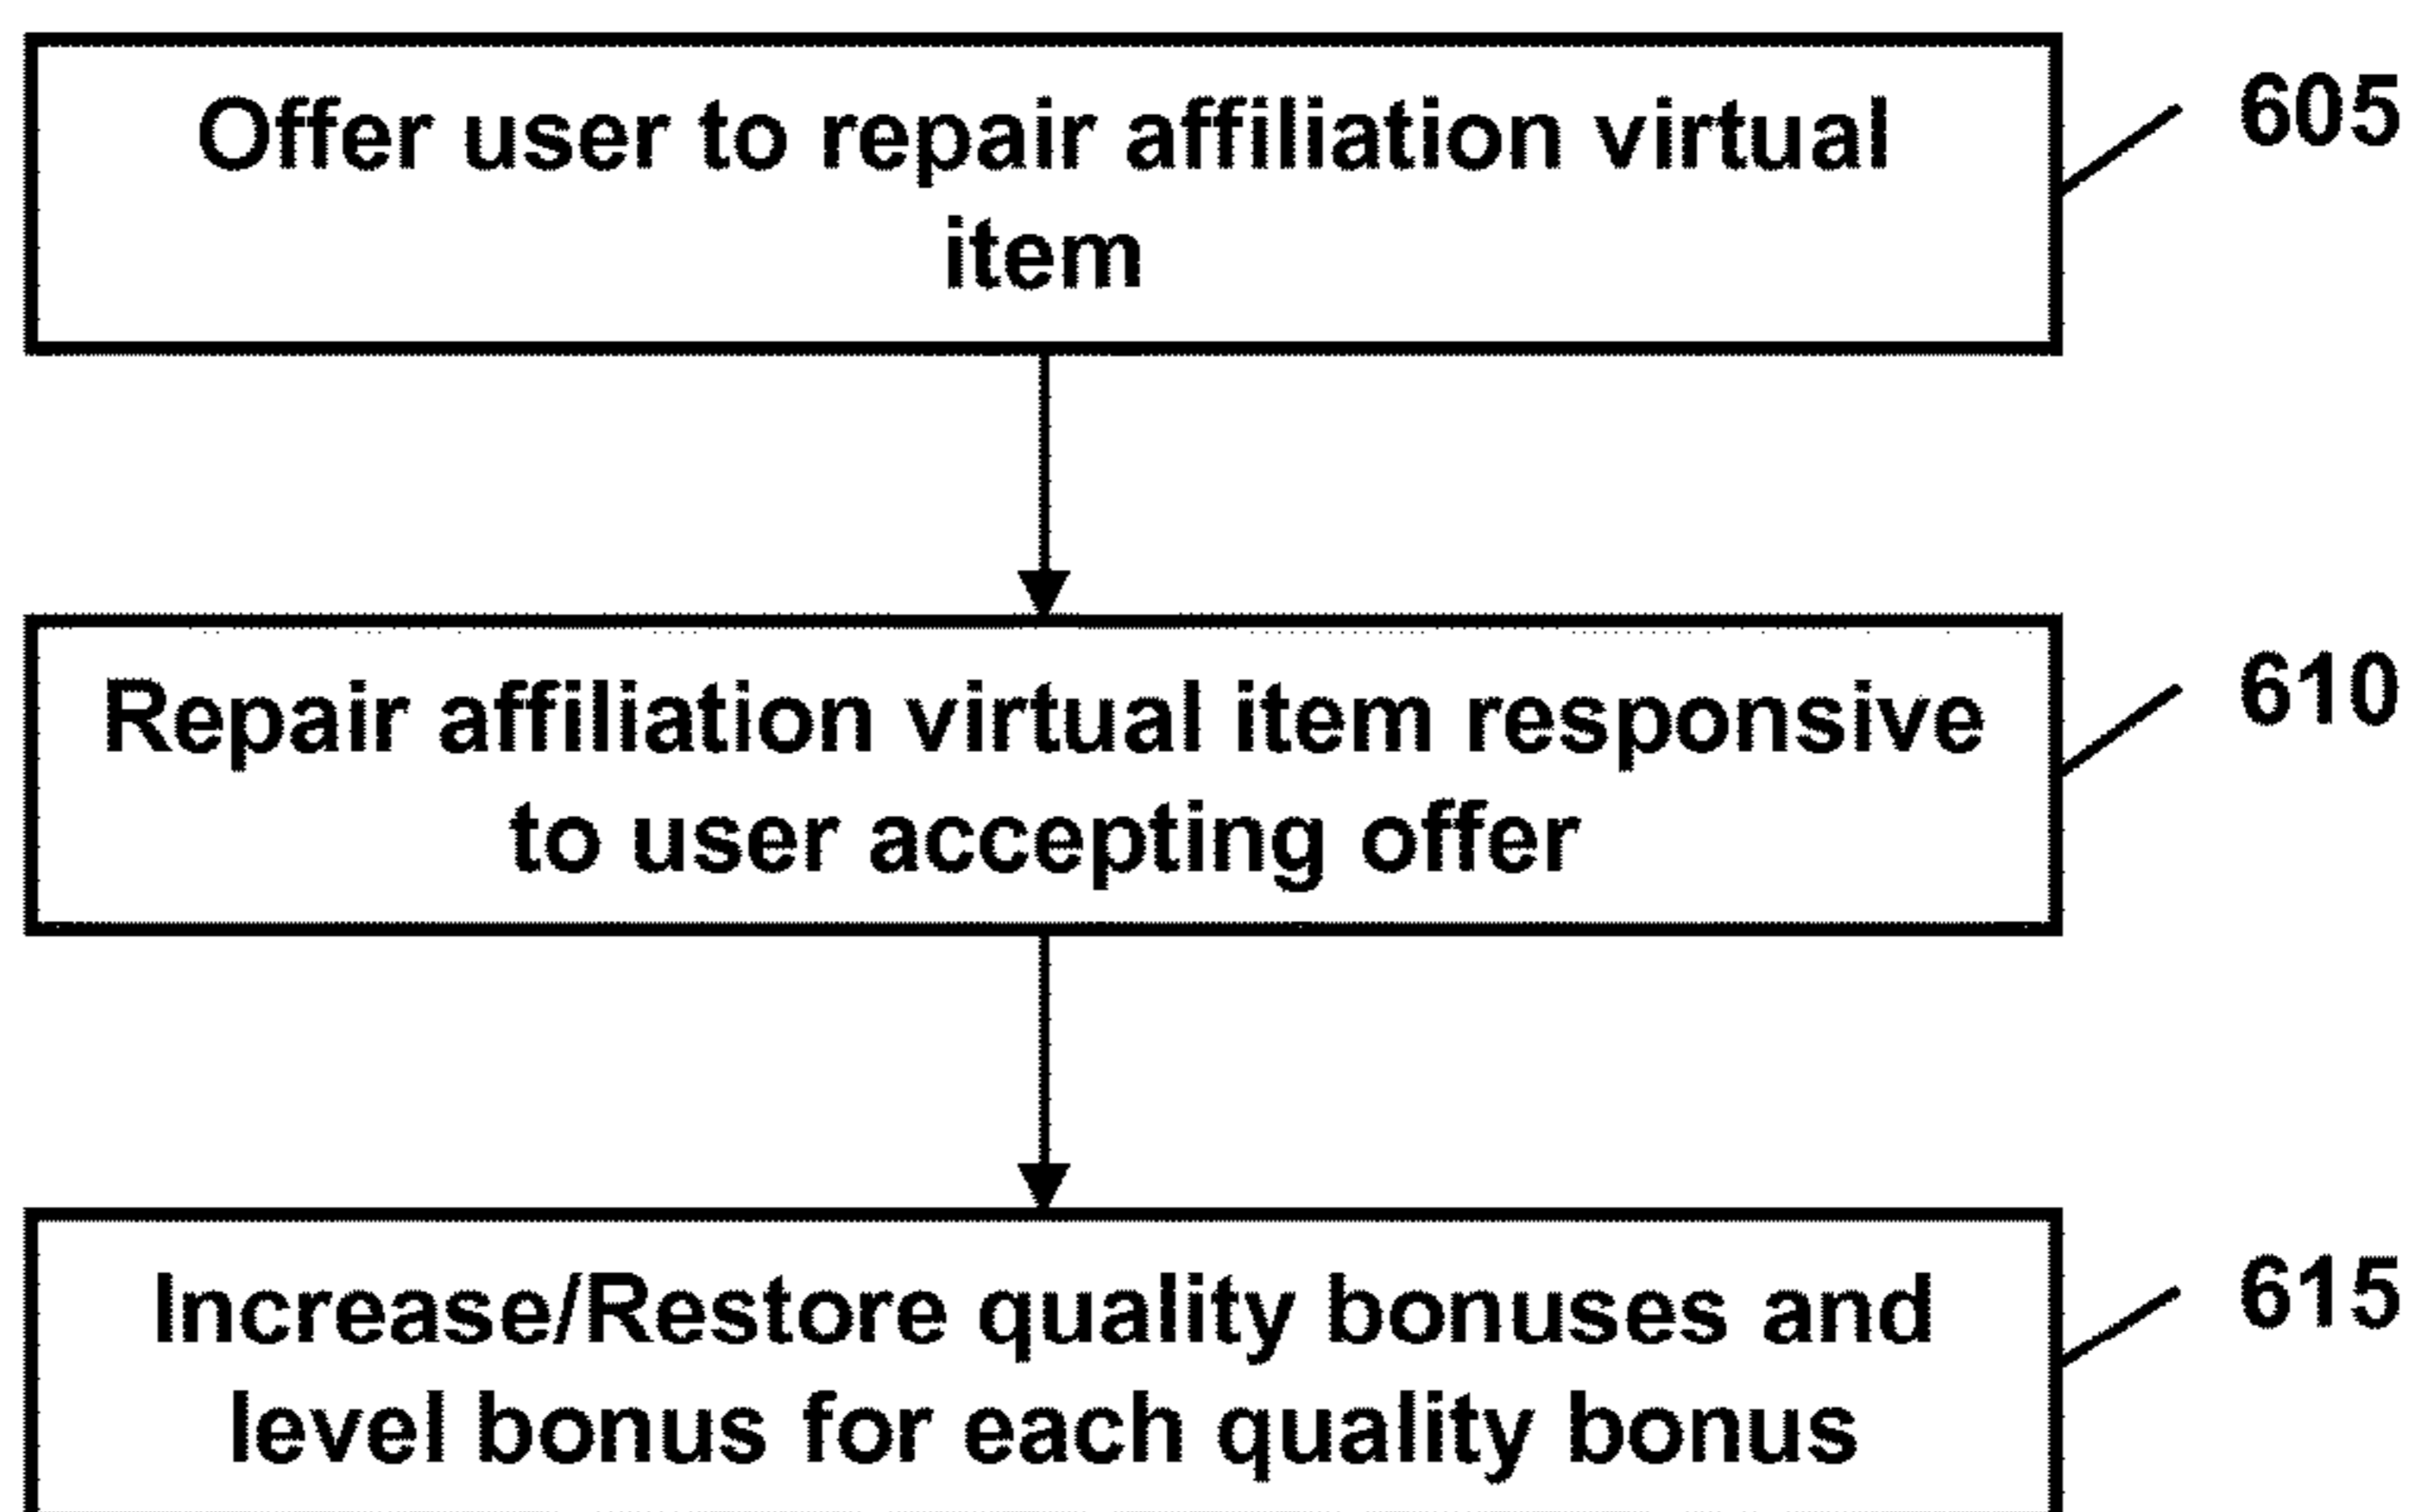 Offer user to repair affiliation virtual
item
605
Repair affiliation virtual item responsive
to user accepting offer
610
Increase/Restore quality bonuses and
level bonus for each quality bonus
615